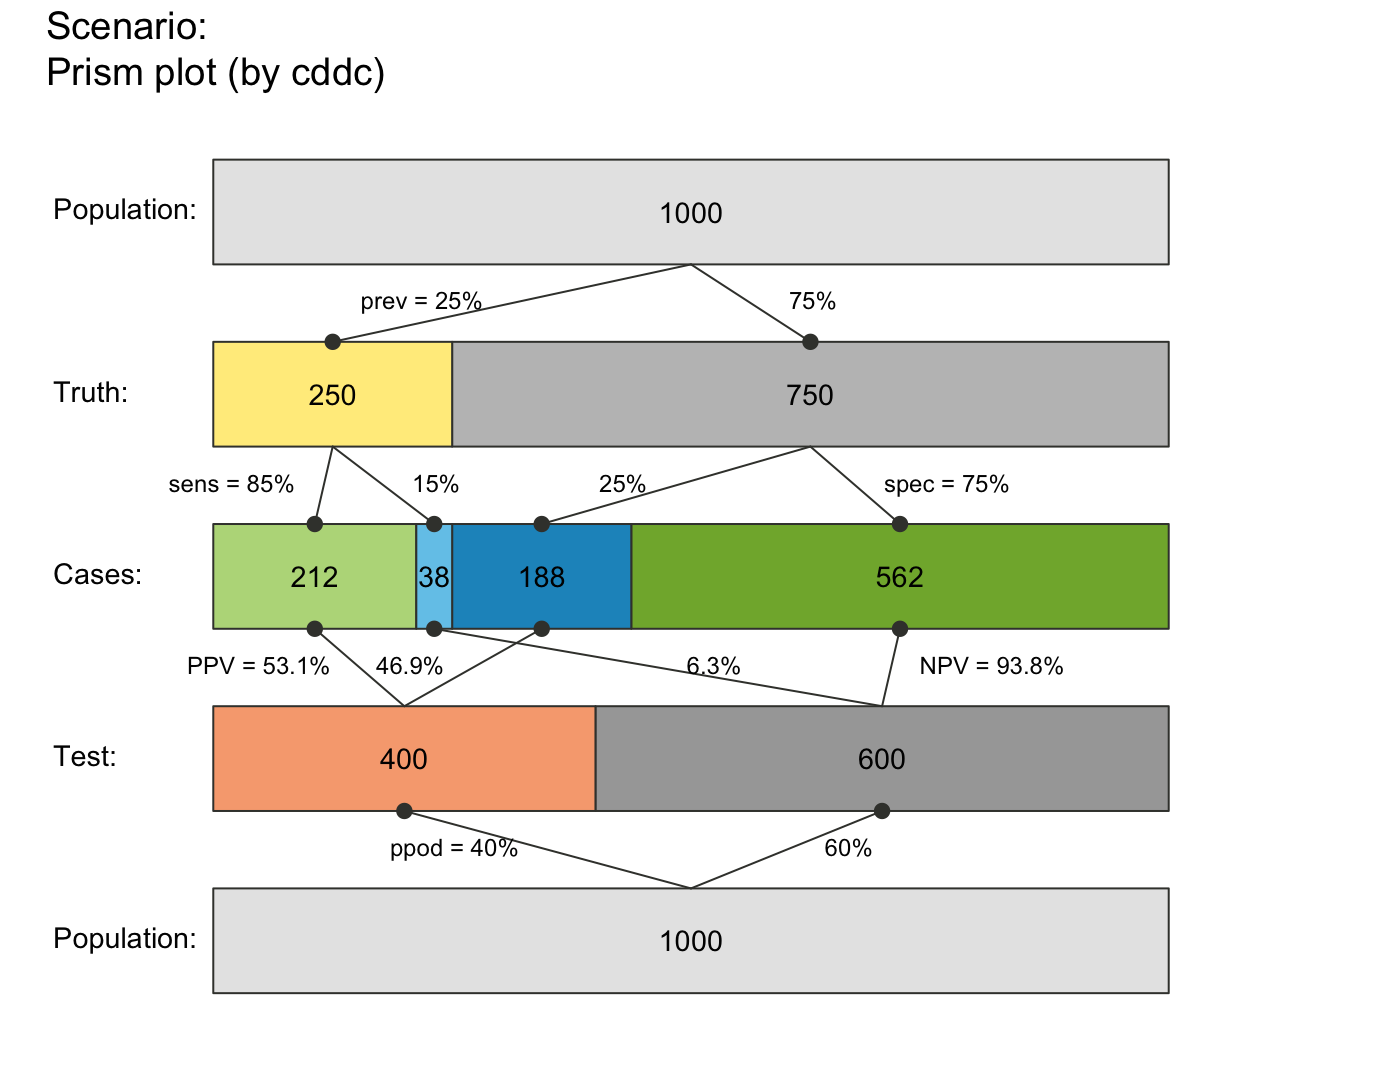 Scenario:
Prism plot (by cddc)
Population:
1000
prev = 25%
75%
Truth:
250
750
sens = 85%
15%
25%
spec = 75%
Cases:
212
38
188
562
PPV = 53.1%
46.9%
6.3%
NPV = 93.8%
Test:
400
600
ppod = 40%
60%
Population:
1000